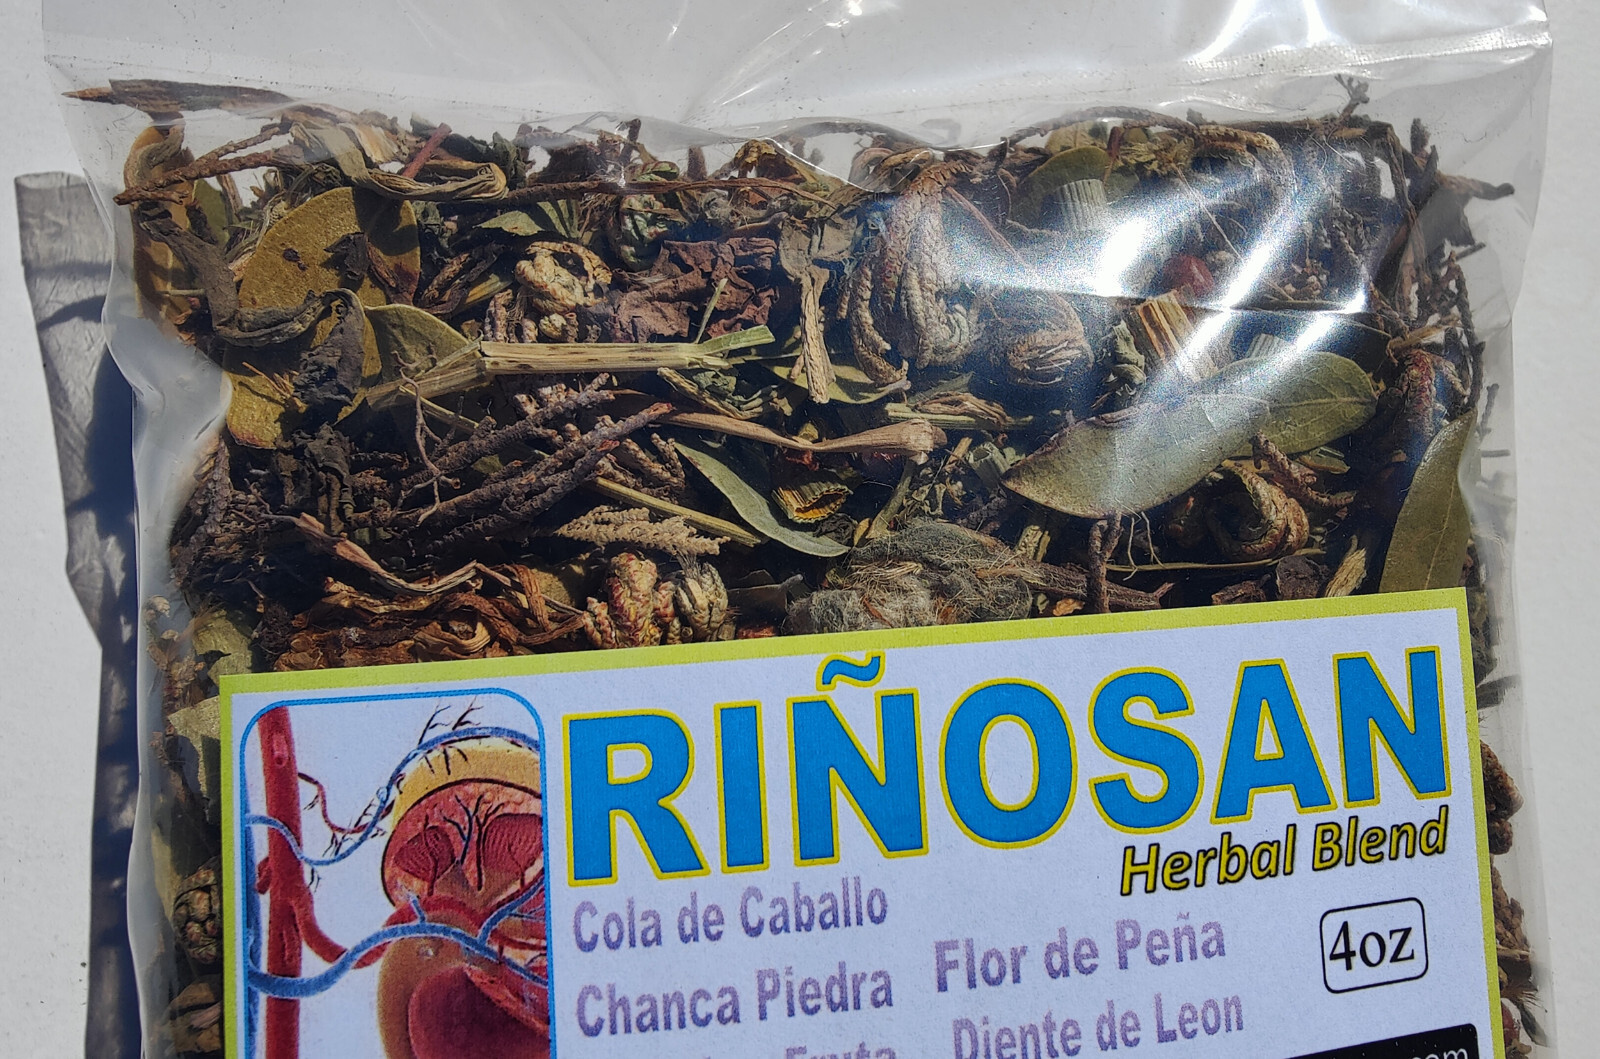 RIÑOSAN
Herbal Blend
Cola de Caballo
Chanca Piedra
Flor de Peña
Diente de Leon
4oz